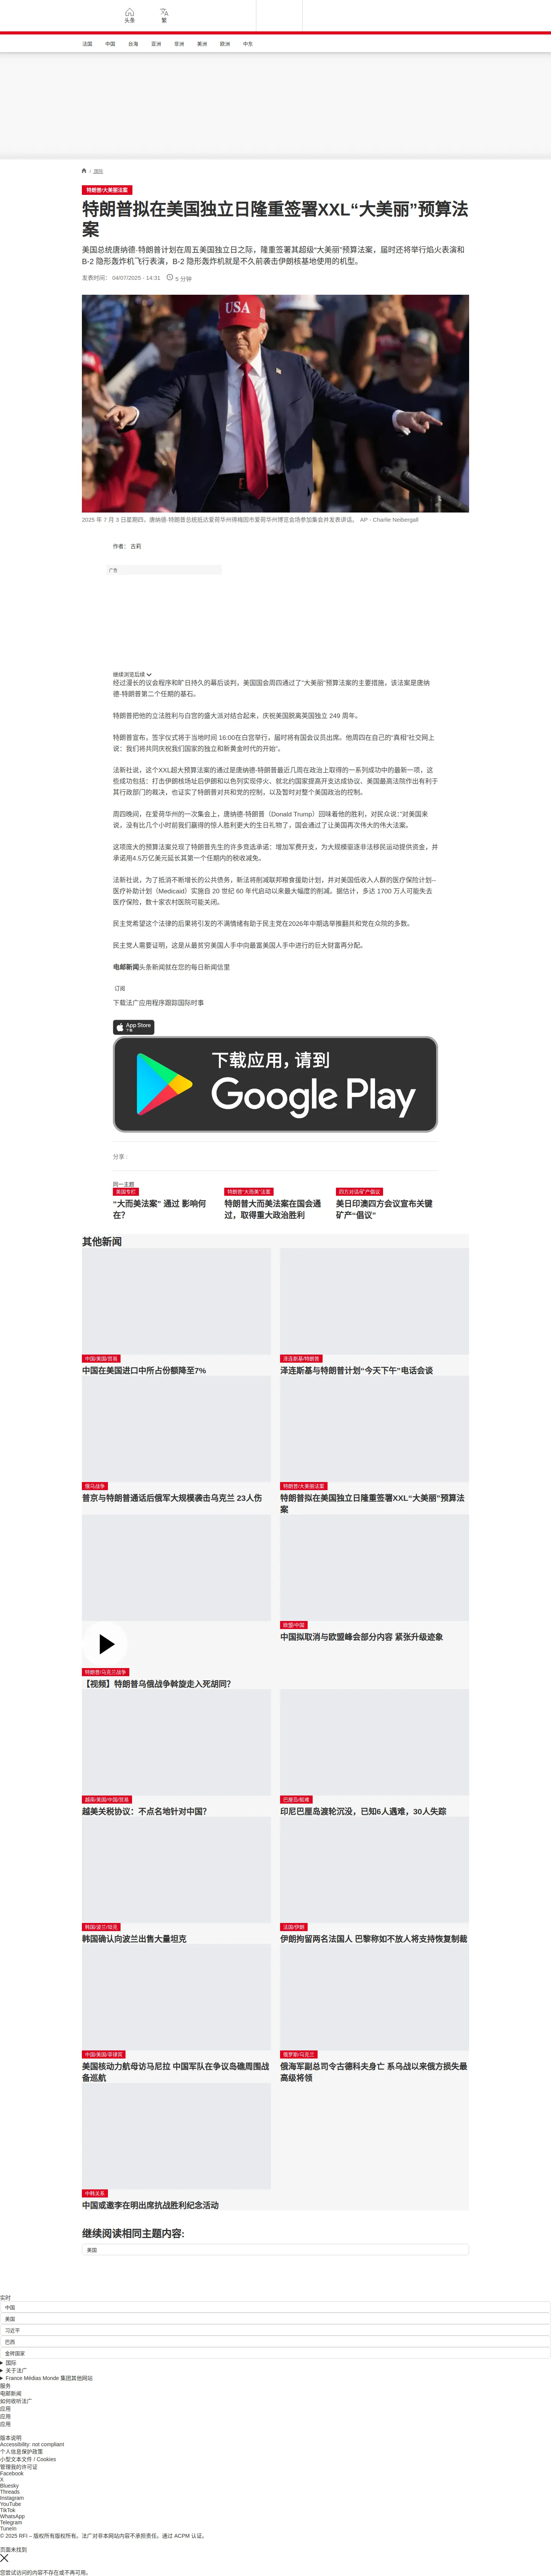 头条
繁
法国
中国
台海
亚洲
非洲
美洲
欧洲
中东
/ 国际
特朗普/大美丽法案
特朗普拟在美国独立日隆重签署XXL“大美丽”预算法
案
美国总统唐纳德-特朗普计划在周五美国独立日之际，隆重签署其超级“大美丽”预算法案，届时还将举行焰火表演和
B-2 隐形轰炸机飞行表演，B-2 隐形轰炸机就是不久前袭击伊朗核基地使用的机型。
发表时间： 04/07/2025 - 14:31
5 分钟
USA
2025 年 7 月 3 日星期四，唐纳德·特朗普总统抵达爱荷华州得梅因市爱荷华州博览会场参加集会并发表讲话。 AP - Charlie Neibergall
作者： 古莉
广告
继续浏览后续
经过漫长的议会程序和旷日持久的幕后谈判，美国国会周四通过了“大美丽”预算法案的主要措施，该法案是唐纳
德-特朗普第二个任期的基石。
特朗普把他的立法胜利与白宫的盛大派对结合起来，庆祝美国脱离英国独立 249 周年。
特朗普宣布，签字仪式将于当地时间 16:00在白宫举行，届时将有国会议员出席。他周四在自己的“真相”社交网上
说：我们将共同庆祝我们国家的独立和新黄金时代的开始“。
法新社说，这个XXL超大预算法案的通过是唐纳德-特朗普最近几周在政治上取得的一系列成功中的最新一项，这
些成功包括：打击伊朗核场址后伊朗和以色列实现停火、就北约国家提高开支达成协议、美国最高法院作出有利于
其行政部门的裁决，也证实了特朗普对共和党的控制，以及暂时对整个美国政治的控制。
周四晚间，在爱荷华州的一次集会上，唐纳德-特朗普（Donald Trump）回味着他的胜利，对民众说：”对美国来
说，没有比几个小时前我们赢得的惊人胜利更大的生日礼物了，国会通过了让美国再次伟大的伟大法案。
这项庞大的预算法案兑现了特朗普先生的许多竞选承诺：增加军费开支，为大规模驱逐非法移民运动提供资金，并
承诺用4.5万亿美元延长其第一个任期内的税收减免。
法新社说，为了抵消不断增长的公共债务，新法将削减联邦粮食援助计划，并对美国低收入人群的医疗保险计划--
医疗补助计划（Medicaid）实施自 20 世纪 60 年代启动以来最大幅度的削减。据估计，多达 1700 万人可能失去
医疗保险，数十家农村医院可能关闭。
民主党希望这个法律的后果将引发的不满情绪有助于民主党在2026年中期选举推翻共和党在众院的多数。
民主党人需要证明，这是从最贫穷美国人手中向最富美国人手中进行的巨大财富再分配。
电邮新闻头条新闻就在您的每日新闻信里
订阅
下载法广应用程序跟踪国际时事
App Store
下载
下载应用，请到
Google Play
分享 :
同一主题
美国专栏
“大而美法案” 通过 影响何
在?
特朗普“大而美”法案
特朗普大而美法案在国会通
过，取得重大政治胜利
四方对话/矿产倡议
美日印澳四方会议宣布关键
矿产“倡议”
其他新闻
中国/美国/贸易
中国在美国进口中所占份额降至7%
泽连斯基/特朗普
泽连斯基与特朗普计划“今天下午”电话会谈
俄乌战争
普京与特朗普通话后俄军大规模袭击乌克兰 23人伤
特朗普/大美丽法案
特朗普拟在美国独立日隆重签署XXL“大美丽”预算法
案
特朗普/乌克兰战争
【视频】特朗普乌俄战争斡旋走入死胡同？
欧盟/中国
中国拟取消与欧盟峰会部分内容 紧张升级迹象
越南/美国/中国/贸易
越美关税协议：不点名地针对中国？
巴厘岛/船难
印尼巴厘岛渡轮沉没，已知6人遇难，30人失踪
韩国/波兰/坦克
韩国确认向波兰出售大量坦克
法国/伊朗
伊朗拘留两名法国人 巴黎称如不放人将支持恢复制裁
中国/美国/菲律宾
美国核动力航母访马尼拉 中国军队在争议岛礁周围战
备巡航
俄罗斯/乌克兰
俄海军副总司令古德科夫身亡 系乌战以来俄方损失最
高级将领
中韩关系
中国或邀李在明出席抗战胜利纪念活动
继续阅读相同主题内容:
美国
实时
中国
美国
习近平
巴西
金砖国家
国际
关于法广
France Médias Monde 集团其他网站
服务
电邮新闻
如何收听法广
应用
应用
应用
版本说明
Accessibility: not compliant
个人信息保护政策
小型文本文件 / Cookies
管理我的许可证
Facebook
X
Bluesky
Threads
Instagram
YouTube
TikTok
WhatsApp
Telegram
TuneIn
© 2025 RFI – 版权所有版权所有。法广对非本网站内容不承担责任。通过 ACPM 认证。
页面未找到
您尝试访问的内容不存在或不再可用。